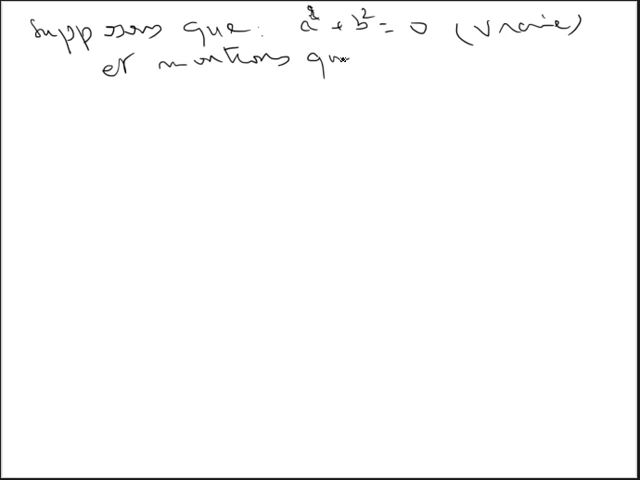 Supposons que : a² + b² = 0 (vraie)
et montrons que